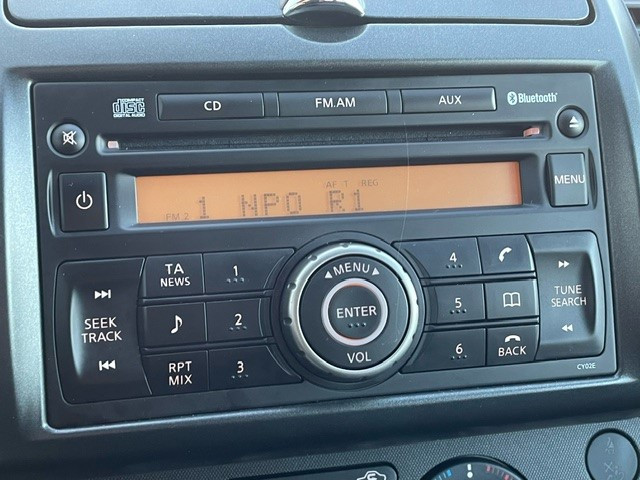 COMPACT disc DIGITAL AUDIO
CD
FM.AM
AUX
Bluetooth
AF 1 REG
FM 2 1 NPO R1
MENU
SEEK TRACK
TA NEWS
1
2
RPT MIX
3
MENU
ENTER
VOL
4
5
6
BACK
TUNE SEARCH
CY02E